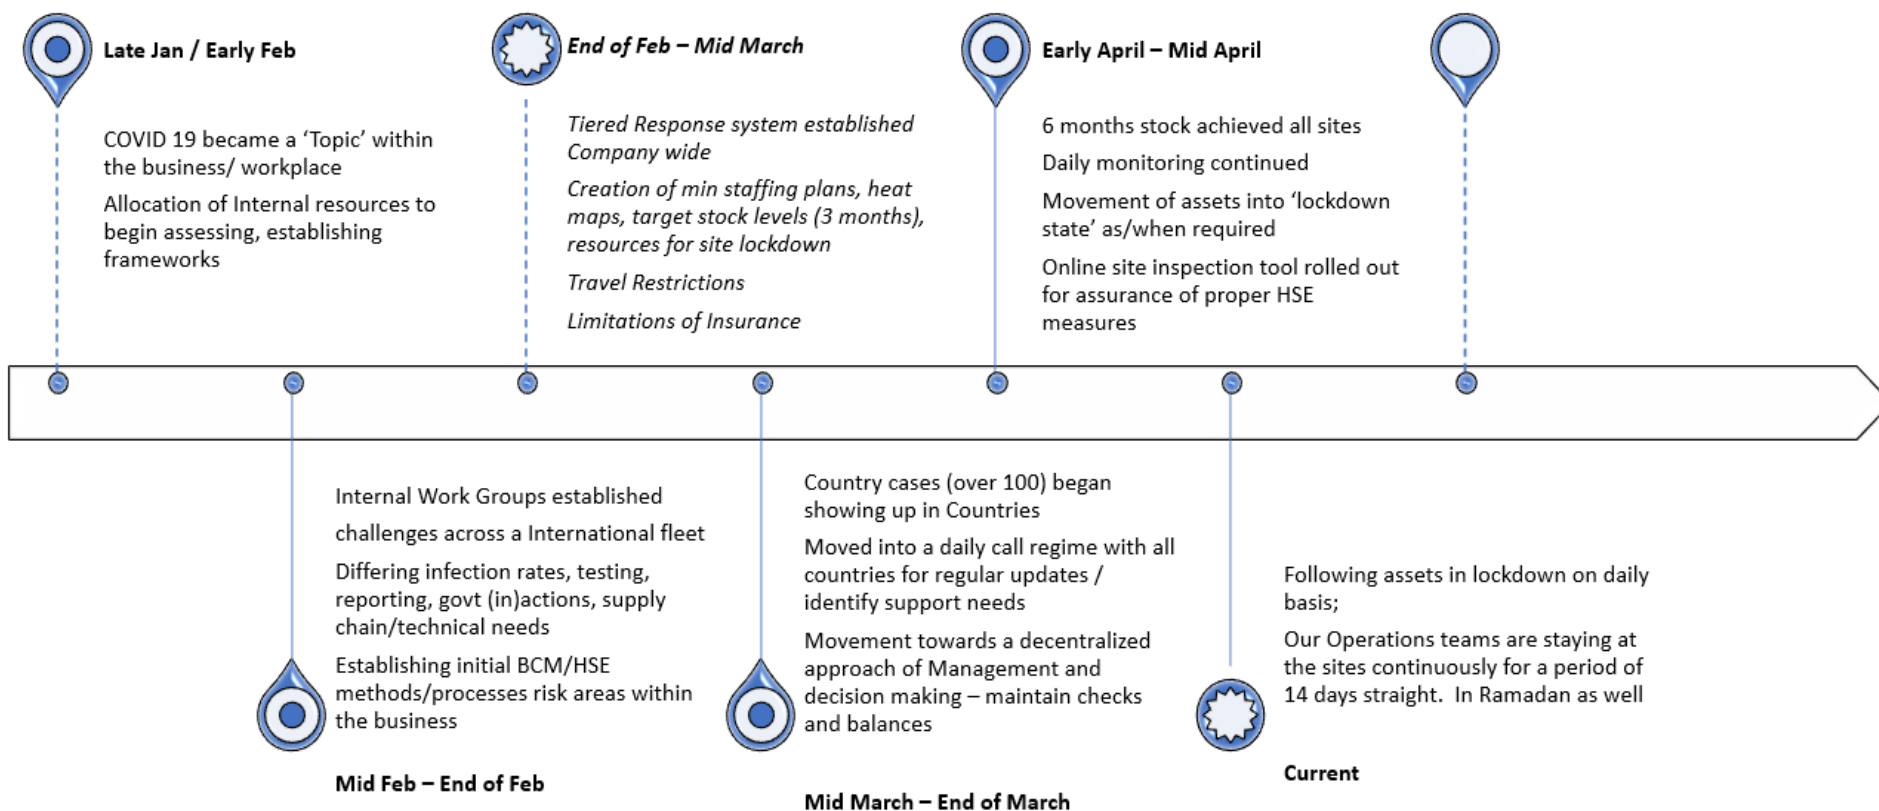 Late Jan / Early Feb
COVID 19 became a ‘Topic’ within
the business/ workplace
Allocation of Internal resources to
begin assessing, establishing
frameworks
Internal Work Groups established
challenges across a International fleet
Differing infection rates, testing,
reporting, govt (in)actions, supply
chain/technical needs
Establishing initial BCM/HSE
methods/processes risk areas within
the business
Mid Feb – End of Feb
End of Feb – Mid March
Tiered Response system established
Company wide
Creation of min staffing plans, heat
maps, target stock levels (3 months),
resources for site lockdown
Travel Restrictions
Limitations of Insurance
Country cases (over 100) began
showing up in Countries
Moved into a daily call regime with all
countries for regular updates /
identify support needs
Movement towards a decentralized
approach of Management and
decision making – maintain checks
and balances
Mid March – End of March
Early April – Mid April
6 months stock achieved all sites
Daily monitoring continued
Movement of assets into ‘lockdown
state’ as/when required
Online site inspection tool rolled out
for assurance of proper HSE
measures
Following assets in lockdown on daily
basis;
Our Operations teams are staying at
the sites continuously for a period of
14 days straight.  In Ramadan as well
Current